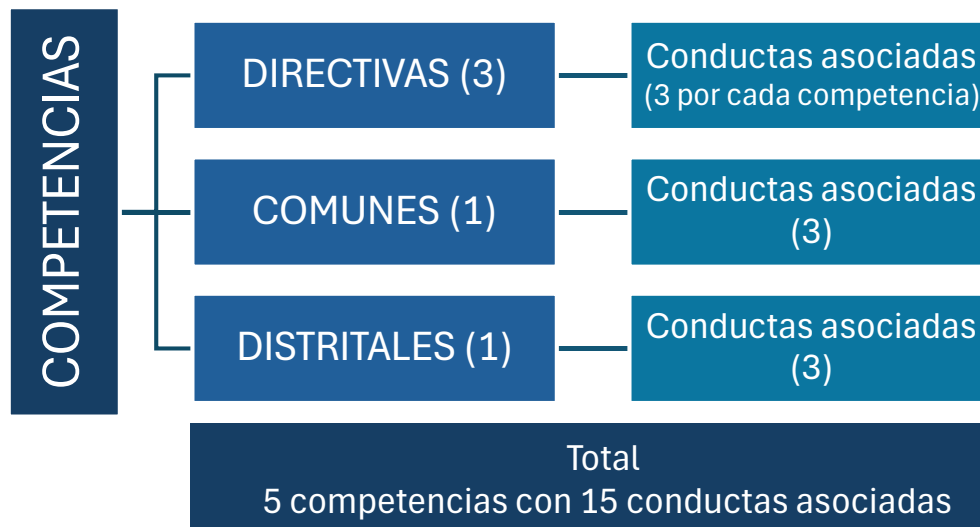 COMPETENCIAS
DIRECTIVAS (3)
Conductas asociadas
(3 por cada competencia)
COMUNES (1)
Conductas asociadas
(3)
DISTRITALES (1)
Conductas asociadas
(3)
Total
5 competencias con 15 conductas asociadas